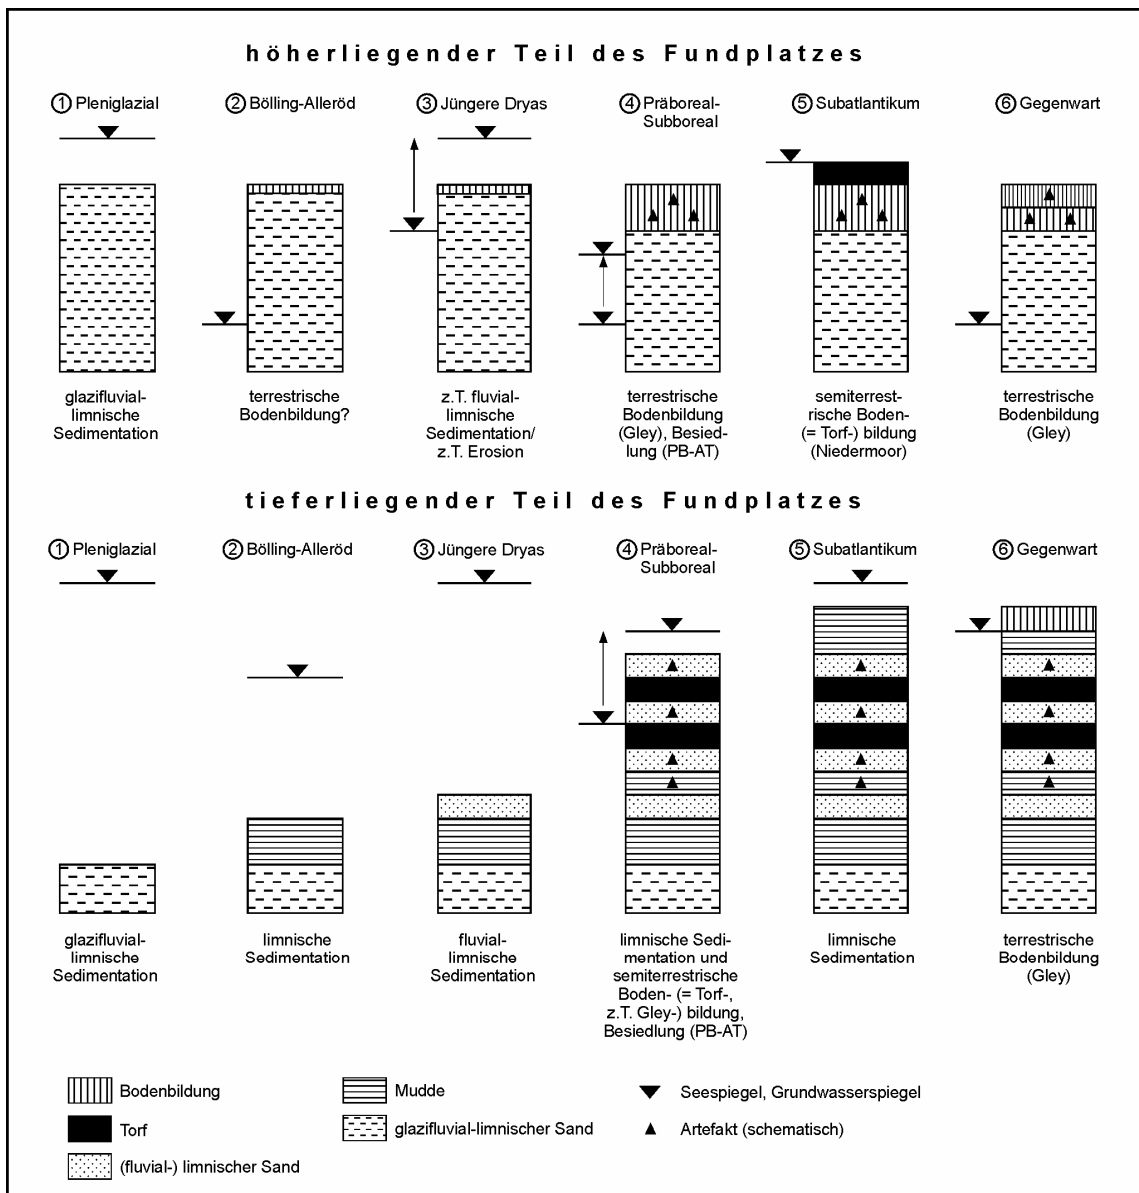 höherliegender Teil des Fundplatzes
① Pleniglazial
② Bölling-Alleröd
③ Jüngere Dryas
④ Präboreal-
Subboreal
⑤ Subatlantikum
⑥ Gegenwart
glazifluvial-
limnische
Sedimentation
terrestrische
Bodenbildung?
z.T. fluvial-
limnische
Sedimentation/
z.T. Erosion
terrestrische
Bodenbildung
(Gley), Besied-
lung (PB-AT)
semiterrest-
rische Boden-
(= Torf-) bildung
(Niedermoor)
terrestrische
Bodenbildung
(Gley)
tieferliegender Teil des Fundplatzes
① Pleniglazial
② Bölling-Alleröd
③ Jüngere Dryas
④ Präboreal-
Subboreal
⑤ Subatlantikum
⑥ Gegenwart
glazifluvial-
limnische
Sedimentation
limnische
Sedimentation
fluvial-
limnische
Sedimentation
limnische Sedi-
mentation und
semiterrestrische
Boden- (= Torf-,
z.T. Gley-) bildung,
Besiedlung (PB-AT)
limnische
Sedimentation
terrestrische
Bodenbildung
(Gley)
Bodenbildung
Torf
(fluvial-) limnischer Sand
Mudde
glazifluvial-limnischer Sand
Seespiegel, Grundwasserspiegel
Artefakt (schematisch)